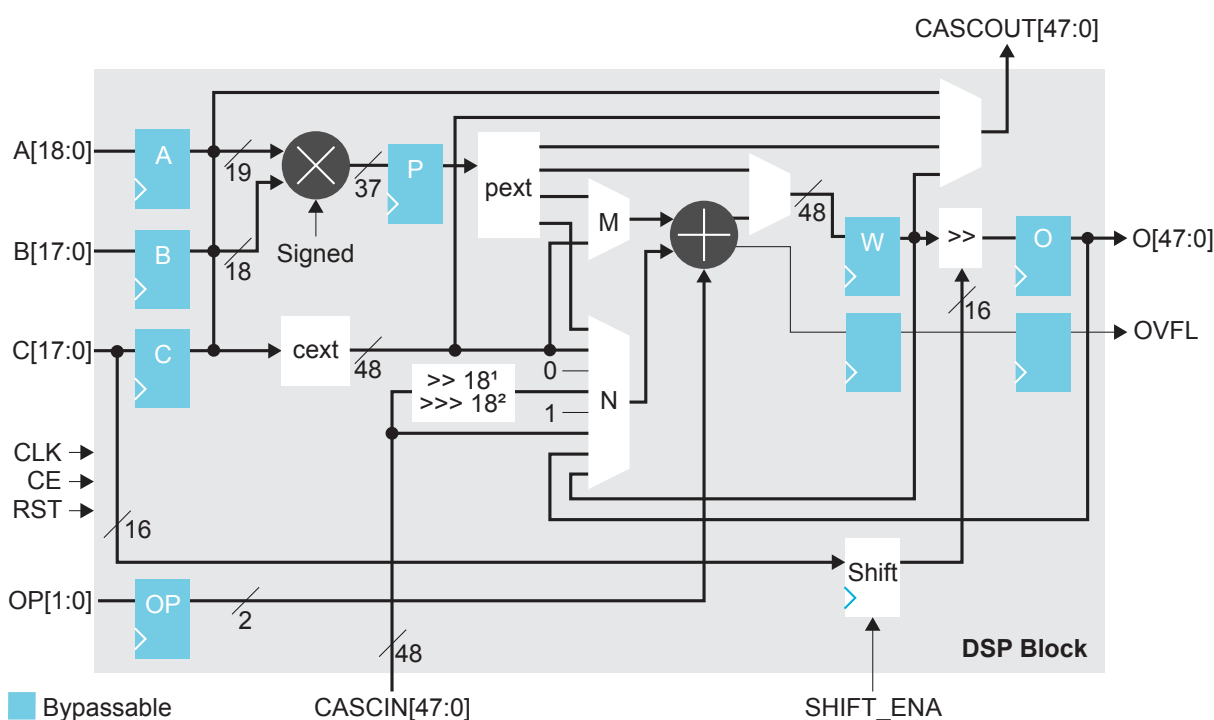 CASCOUT[47:0]
A[18:0]
A
19
37
P
pext
M
48
B[17:0]
B
18
Signed
W
>>
O
O[47:0]
16
C[17:0]
C
cext
48
0
>> 18¹
>>> 18²
1
N
OVFL
CLK
CE
RST
16
Shift
OP[1:0]
OP
2
48
DSP Block
Bypassable
CASCIN[47:0]
SHIFT_ENA